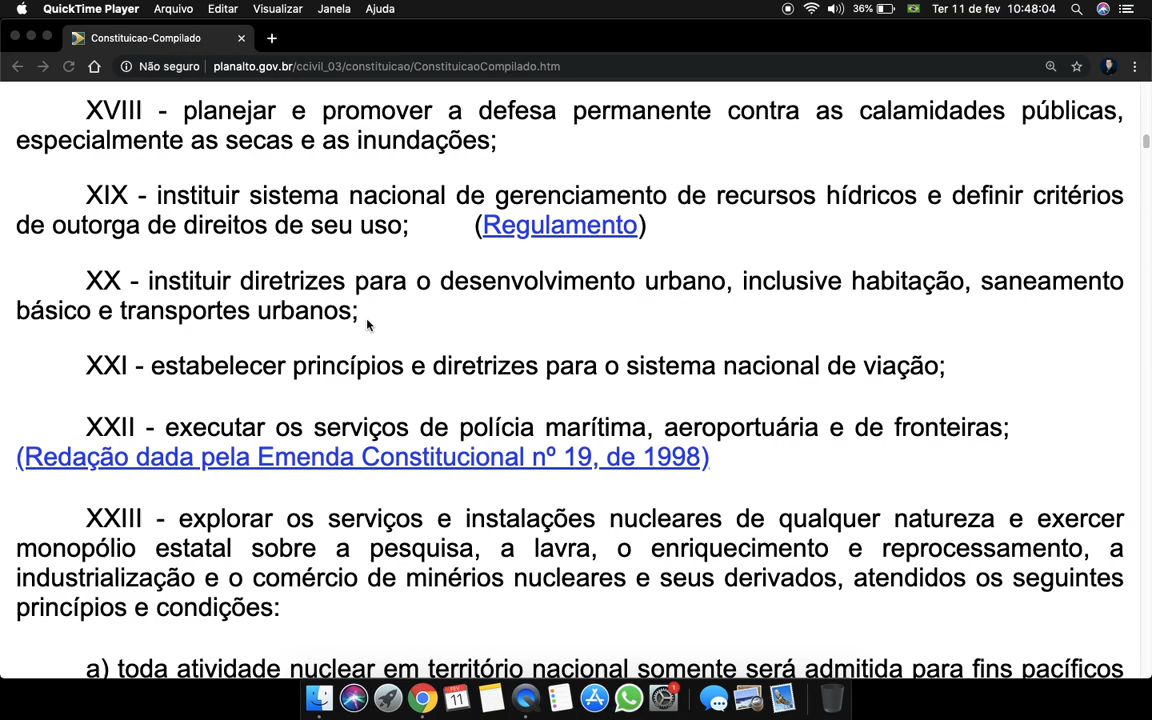 QuickTime Player Arquivo Editar Visualizar Janela Ajuda 36% Ter 11 de fev 10:48:04
Constituicao-Compilado
Não seguro planalto.gov.br/ccivil_03/constituicao/ConstituicaoCompilado.htm
XVIII - planejar e promover a defesa permanente contra as calamidades públicas,
especialmente as secas e as inundações;
XIX - instituir sistema nacional de gerenciamento de recursos hídricos e definir critérios
de outorga de direitos de seu uso; (Regulamento)
XX - instituir diretrizes para o desenvolvimento urbano, inclusive habitação, saneamento
básico e transportes urbanos;
XXI - estabelecer princípios e diretrizes para o sistema nacional de viação;
XXII - executar os serviços de polícia marítima, aeroportuária e de fronteiras;
(Redação dada pela Emenda Constitucional nº 19, de 1998)
XXIII - explorar os serviços e instalações nucleares de qualquer natureza e exercer
monopólio estatal sobre a pesquisa, a lavra, o enriquecimento e reprocessamento, a
industrialização e o comércio de minérios nucleares e seus derivados, atendidos os seguintes
princípios e condições:
a) toda atividade nuclear em território nacional somente será admitida para fins pacíficos
FEV
11
1